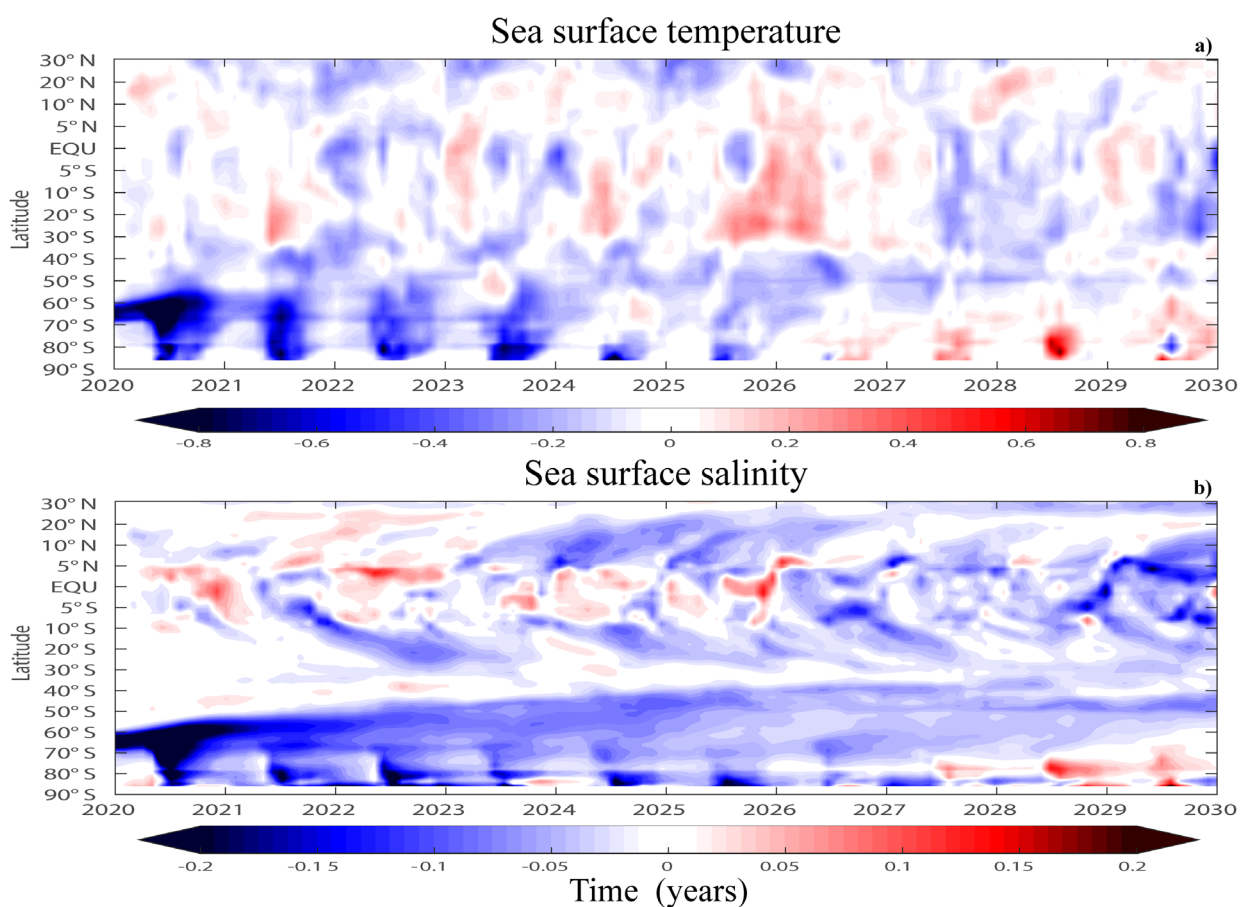 Sea surface temperature
a)
30° N
20° N
10° N
5° N
EQU
5° S
10° S
20° S
30° S
40° S
50° S
60° S
70° S
80° S
90° S
Latitude
2020 2021 2022 2023 2024 2025 2026 2027 2028 2029 2030
-0.8 -0.6 -0.4 -0.2 0 0.2 0.4 0.6 0.8
Sea surface salinity
b)
30° N
20° N
10° N
5° N
EQU
5° S
10° S
20° S
30° S
40° S
50° S
60° S
70° S
80° S
90° S
Latitude
2020 2021 2022 2023 2024 2025 2026 2027 2028 2029 2030
-0.2 -0.15 -0.1 -0.05 0 0.05 0.1 0.15 0.2
Time (years)